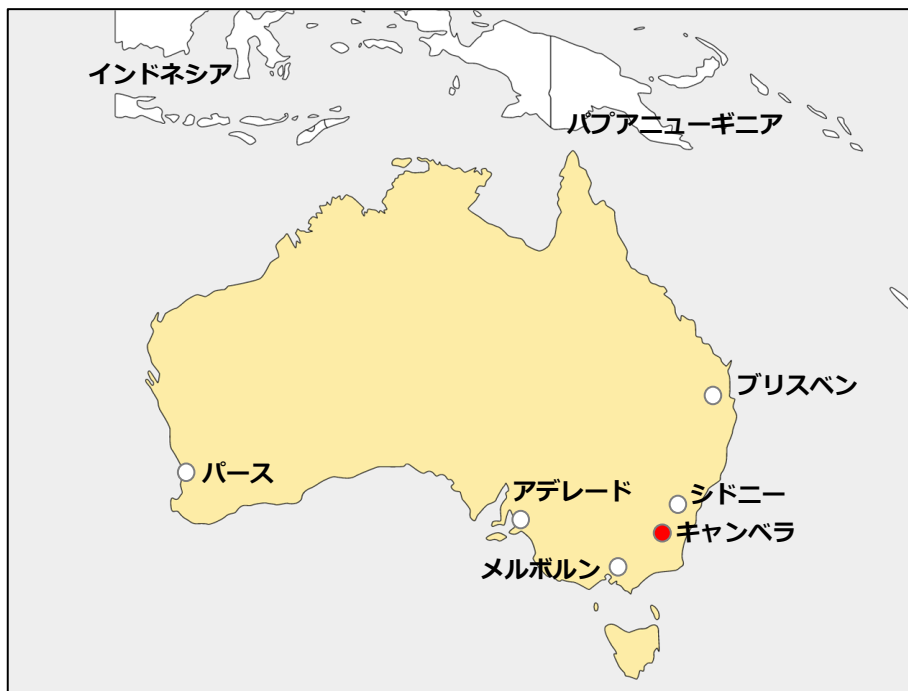 インドネシア
パプアニューギニア
ブリスベン
パース
アデレード
シドニー
キャンベラ
メルボルン